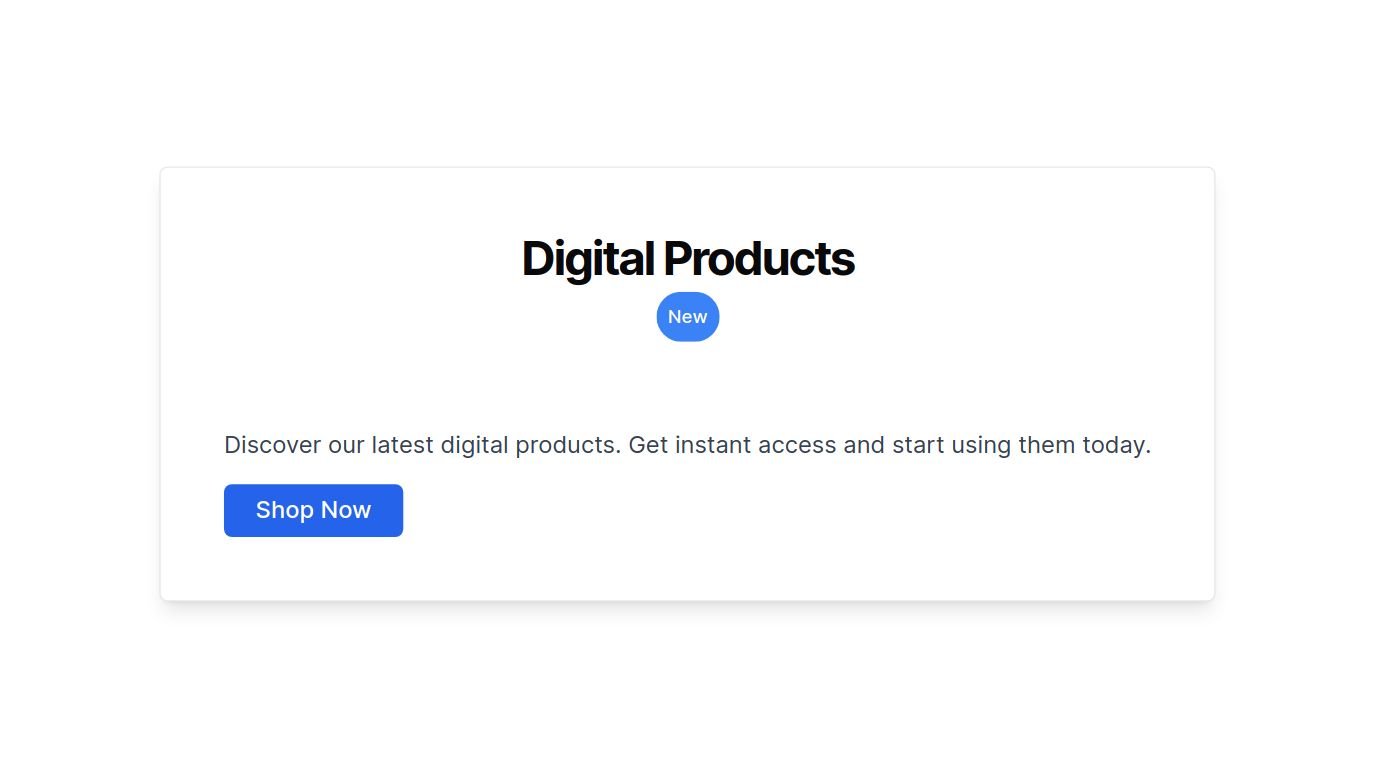 Digital Products
New
Discover our latest digital products. Get instant access and start using them today.
Shop Now